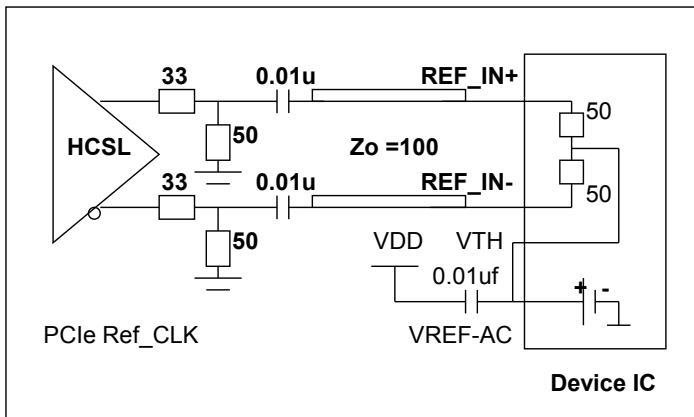 33
0.01u
REF_IN+
50
50
HCSL
Zo =100
33
0.01u
REF_IN-
50
50
VDD
VTH
0.01uf
+
-
PCIe Ref_CLK
VREF-AC
Device IC